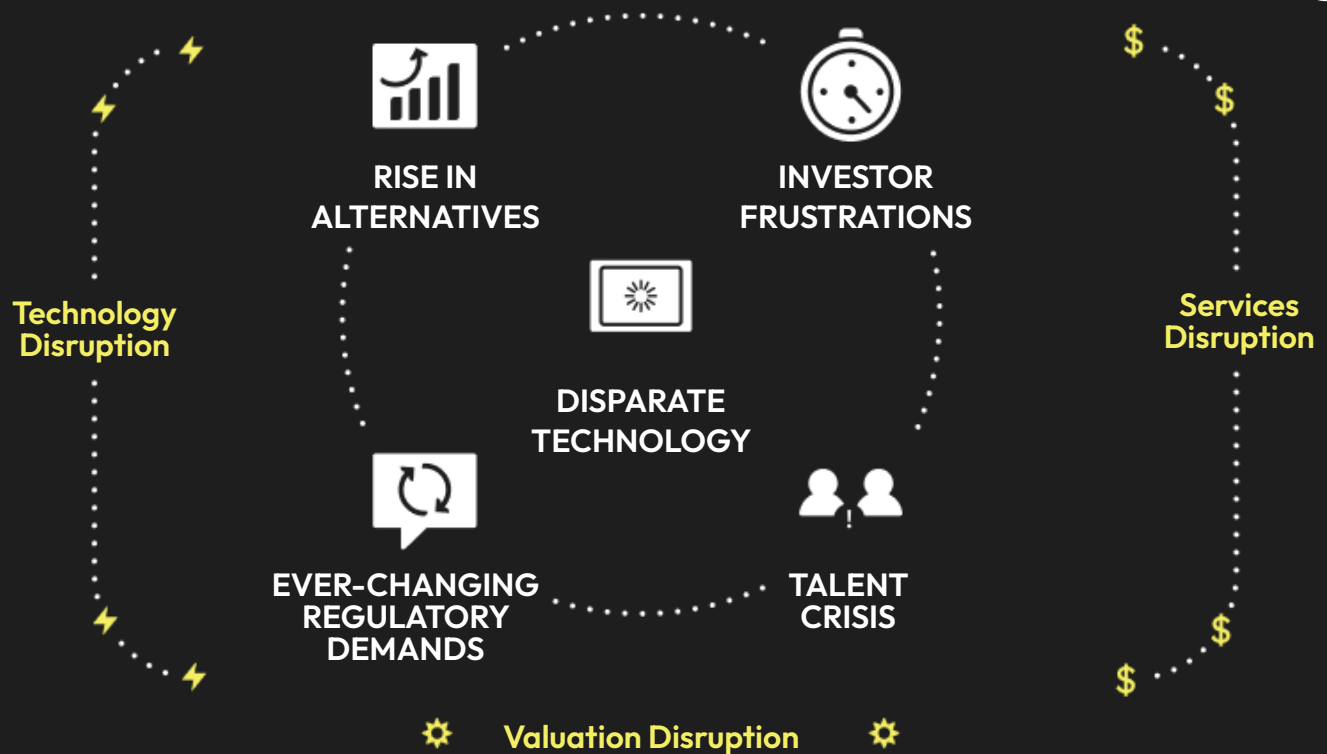 RISE IN
ALTERNATIVES
INVESTOR
FRUSTRATIONS
Technology
Disruption
Services
Disruption
DISPARATE
TECHNOLOGY
EVER-CHANGING
REGULATORY
DEMANDS
TALENT
CRISIS
Valuation Disruption